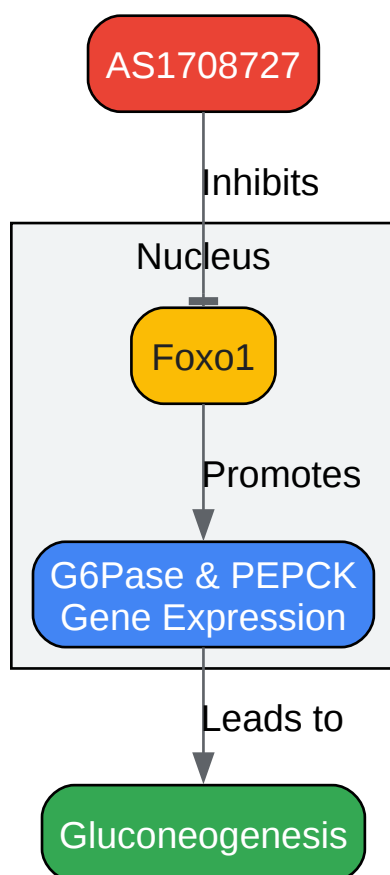 AS1708727
Inhibits
Nucleus
Foxo1
Promotes
G6Pase & PEPCK
Gene Expression
Leads to
Gluconeogenesis